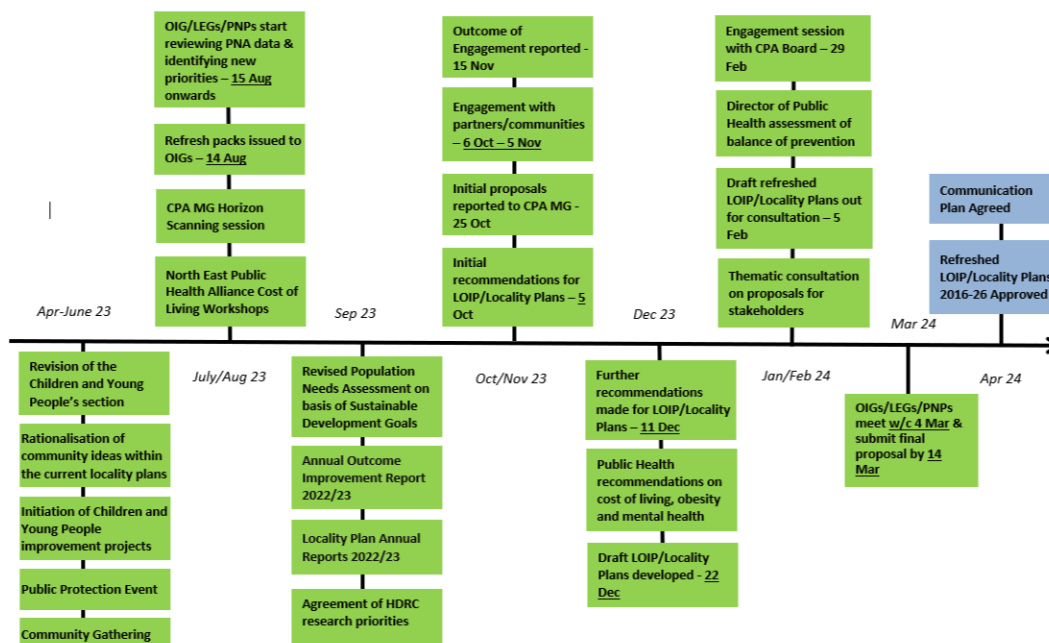 OIG/LEGs/PNPs start
reviewing PNA data &
identifying new
priorities – 15 Aug
onwards
Refresh packs issued to
OIGs – 14 Aug
CPA MG Horizon
Scanning session
North East Public
Health Alliance Cost of
Living Workshops
Outcome of
Engagement reported -
15 Nov
Engagement with
partners/communities
– 6 Oct – 5 Nov
Initial proposals
reported to CPA MG -
25 Oct
Initial
recommendations for
LOIP/Locality Plans – 5
Oct
Engagement session
with CPA Board – 29
Feb
Director of Public
Health assessment of
balance of prevention
Draft refreshed
LOIP/Locality Plans out
for consultation – 5
Feb
Thematic consultation
on proposals for
stakeholders
Communication
Plan Agreed
Refreshed
LOIP/Locality Plans
2016-26 Approved
Apr-June 23
Sep 23
Dec 23
Mar 24
July/Aug 23
Oct/Nov 23
Jan/Feb 24
Apr 24
Revision of the
Children and Young
People's section
Rationalisation of
community ideas within
the current locality plans
Initiation of Children and
Young People
improvement projects
Public Protection Event
Community Gathering
Revised Population
Needs Assessment on
basis of Sustainable
Development Goals
Annual Outcome
Improvement Report
2022/23
Locality Plan Annual
Reports 2022/23
Agreement of HDRC
research priorities
Further
recommendations
made for LOIP/Locality
Plans – 11 Dec
Public Health
recommendations on
cost of living, obesity
and mental health
Draft LOIP/Locality
Plans developed - 22
Dec
OIGs/LEGs/PNPs
meet w/c 4 Mar &
submit final
proposal by 14
Mar